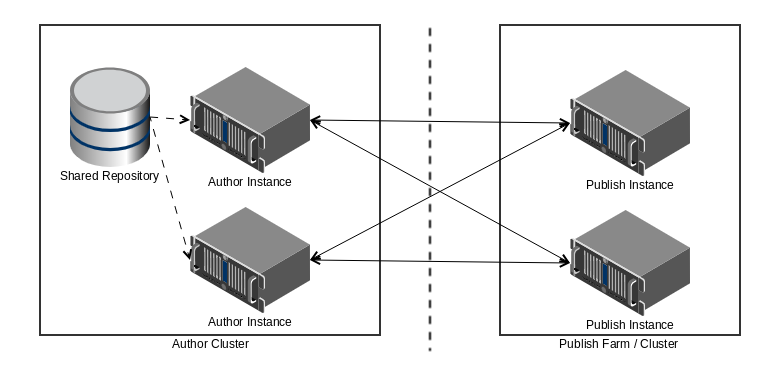 Shared Repository
Author Instance
Publish Instance
Author Instance
Publish Instance
Author Cluster
Publish Farm / Cluster